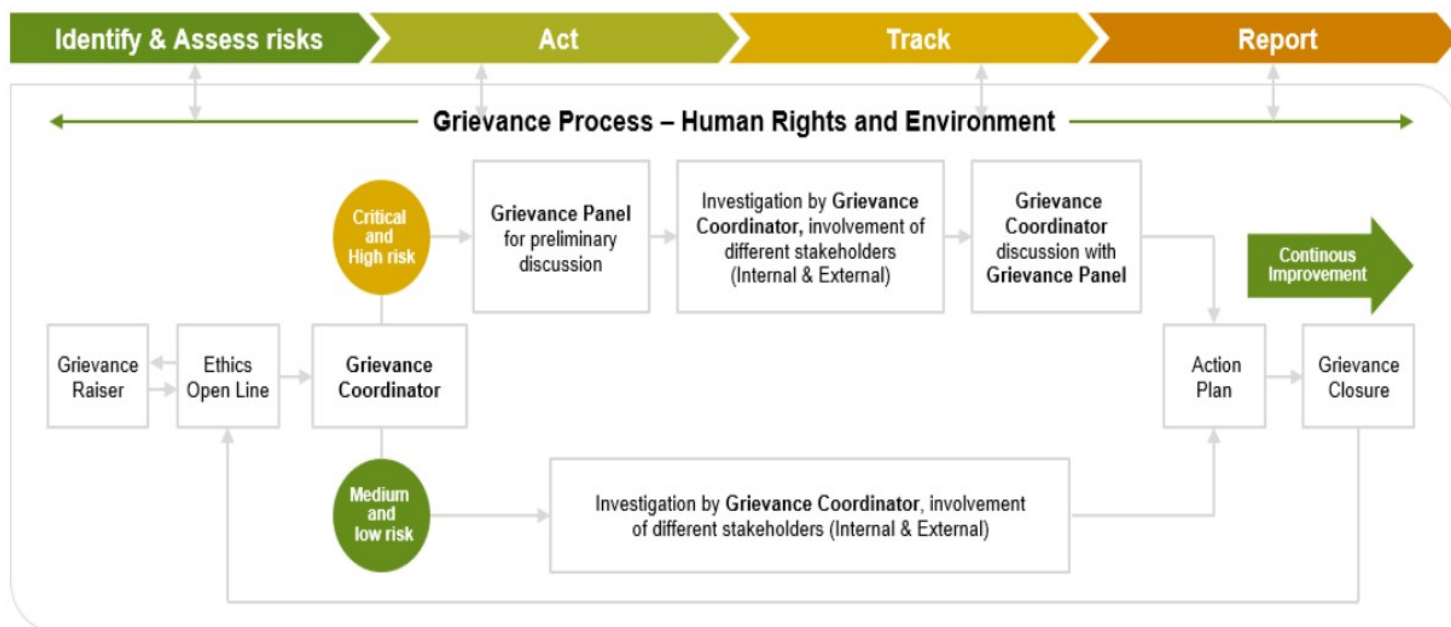 Identify & Assess risks
Act
Track
Report
Grievance Process – Human Rights and Environment
Critical
and
High risk
Grievance Panel
for preliminary
discussion
Investigation by Grievance
Coordinator, involvement of
different stakeholders
(Internal & External)
Grievance
Coordinator
discussion with
Grievance Panel
Continous
Improvement
Grievance
Raiser
Ethics
Open Line
Grievance
Coordinator
Action
Plan
Grievance
Closure
Medium
and
low risk
Investigation by Grievance Coordinator, involvement
of different stakeholders (Internal & External)